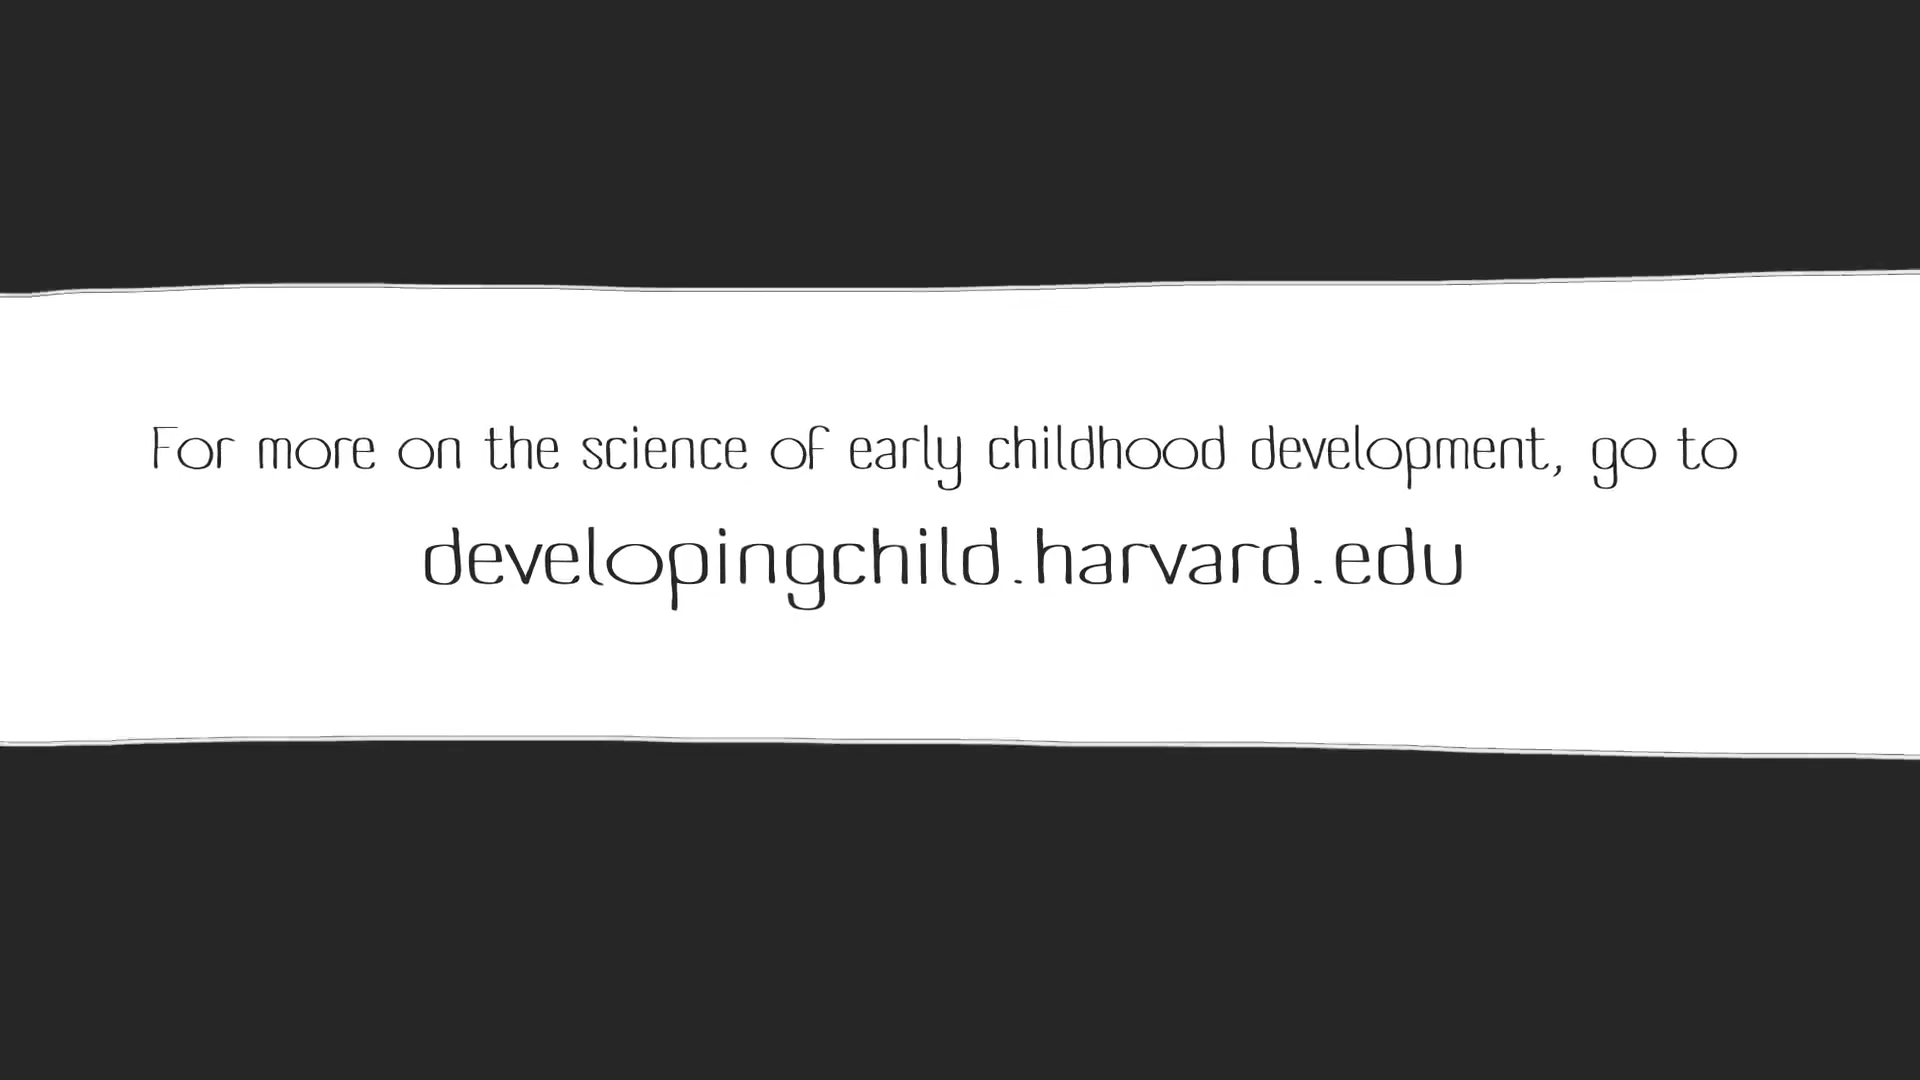 For more on the science of early childhood development, go to
developingchild.harvard.edu